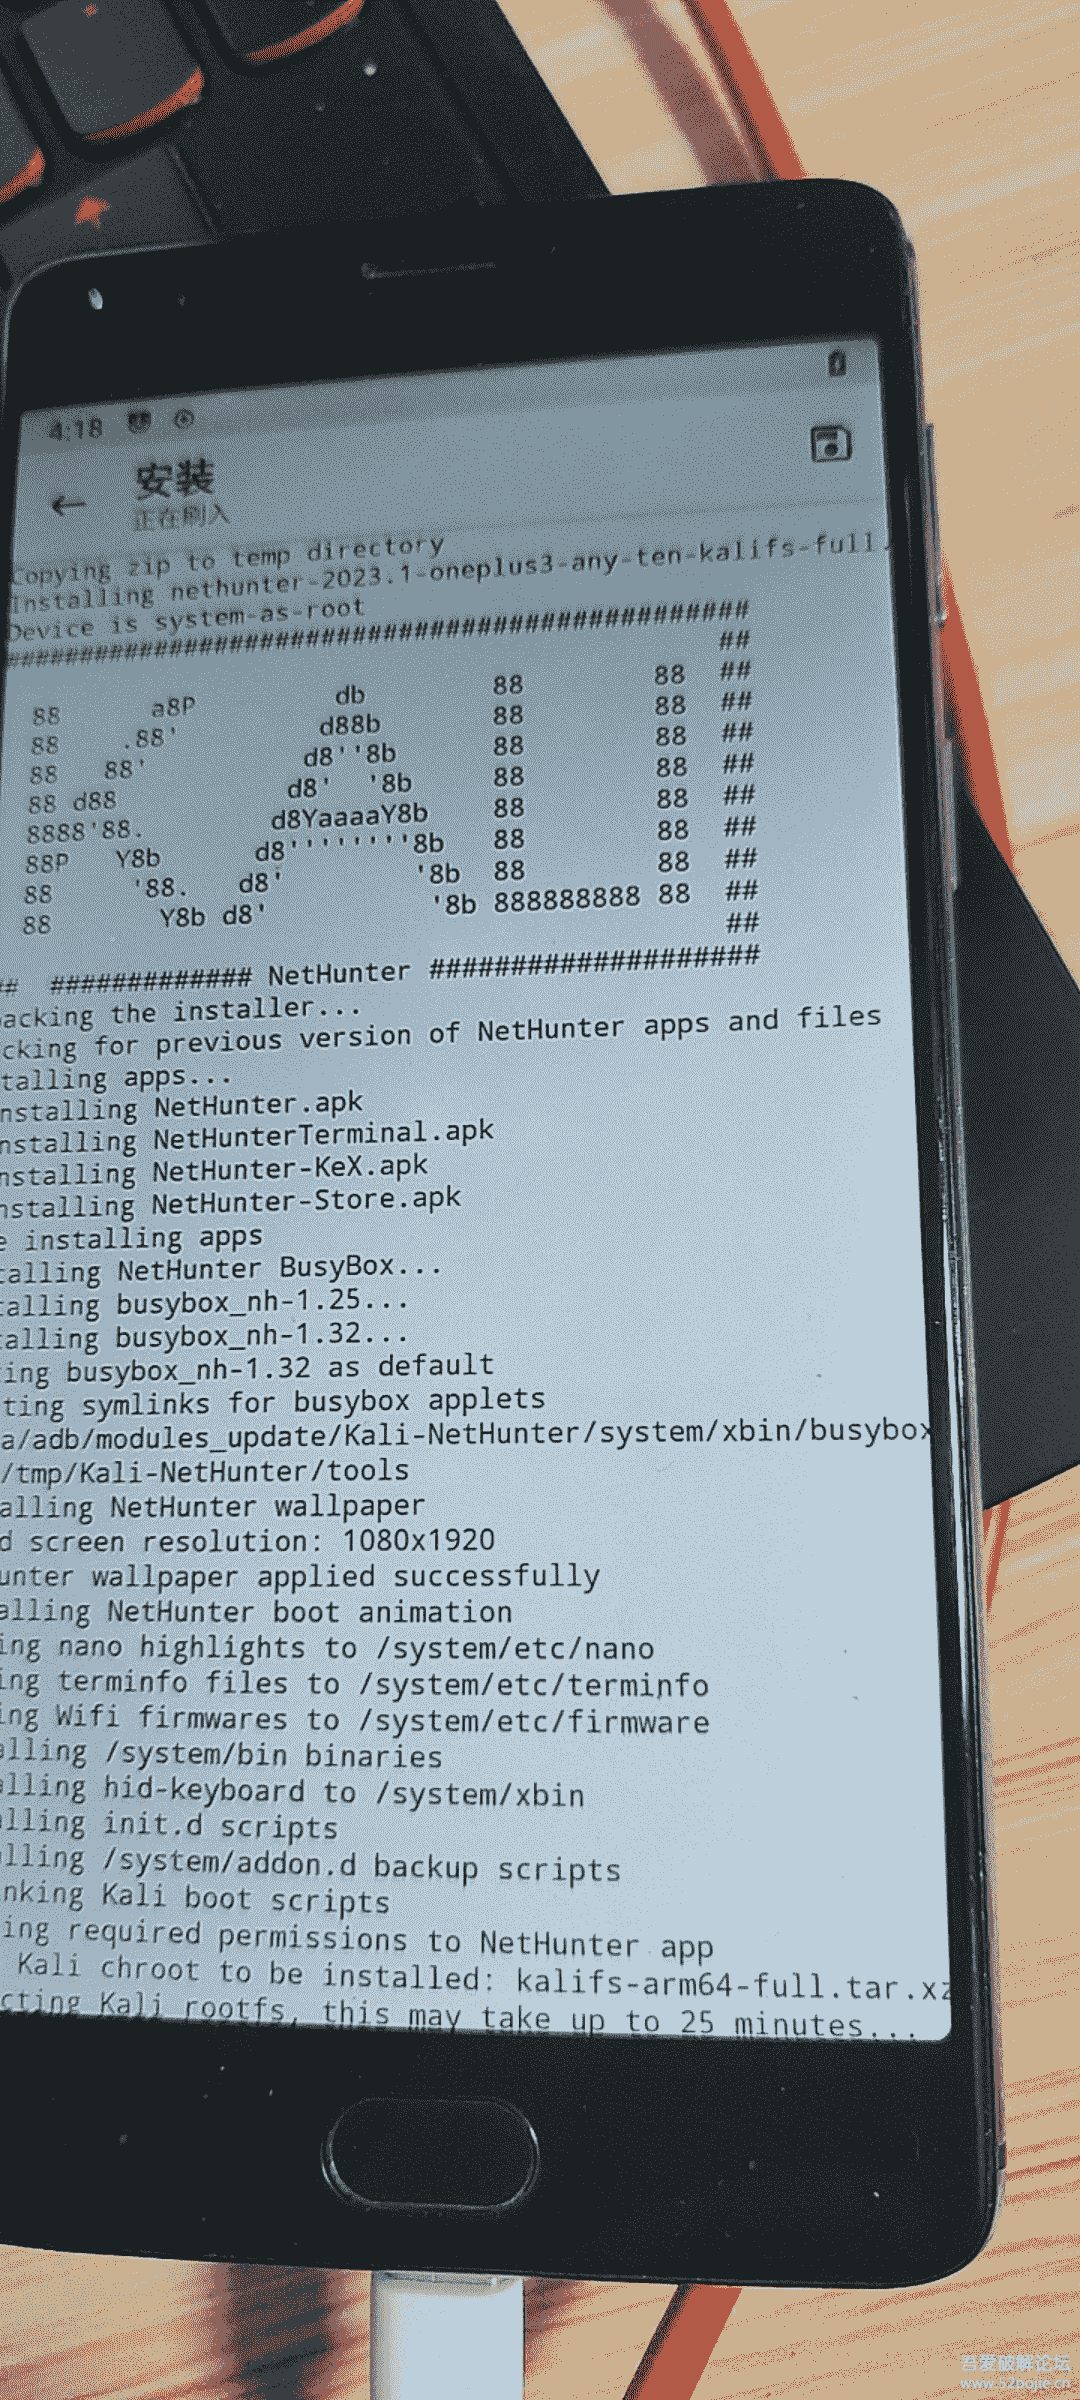 4:18
安装
正在刷入
Copying zip to temp directory
Installing nethunter-2023.1-oneplus3-any-ten-kalifs-full.
Device is system-as-root
##################################################
##
88 a8P db 88 88 ##
88 .88' d88b 88 88 ##
88 88' d8''8b 88 88 ##
88 d88 d8' '8b 88 88 ##
8888'88. d8YaaaaY8b 88 88 ##
88P Y8b d8''''''''8b 88 88 ##
88 '88. d8' '8b 88 88 ##
88 Y8b d8' '8b 888888888 88 ##
##
## ############# NetHunter ####################
acking the installer...
cking for previous version of NetHunter apps and files
talling apps...
nstalling NetHunter.apk
nstalling NetHunterTerminal.apk
nstalling NetHunter-KeX.apk
nstalling NetHunter-Store.apk
e installing apps
talling NetHunter BusyBox...
talling busybox_nh-1.25...
alling busybox_nh-1.32...
ing busybox_nh-1.32 as default
ting symlinks for busybox applets
a/adb/modules_update/Kali-NetHunter/system/xbin/busybox
/tmp/Kali-NetHunter/tools
alling NetHunter wallpaper
d screen resolution: 1080x1920
unter wallpaper applied successfully
alling NetHunter boot animation
ing nano highlights to /system/etc/nano
ing terminfo files to /system/etc/terminfo
ing Wifi firmwares to /system/etc/firmware
alling /system/bin binaries
alling hid-keyboard to /system/xbin
lling init.d scripts
lling /system/addon.d backup scripts
nking Kali boot scripts
ing required permissions to NetHunter app
Kali chroot to be installed: kalifs-arm64-full.tar.xz
cting Kali rootfs, this may take up to 25 minutes...
吾爱破解论坛
www.52pojie.cn